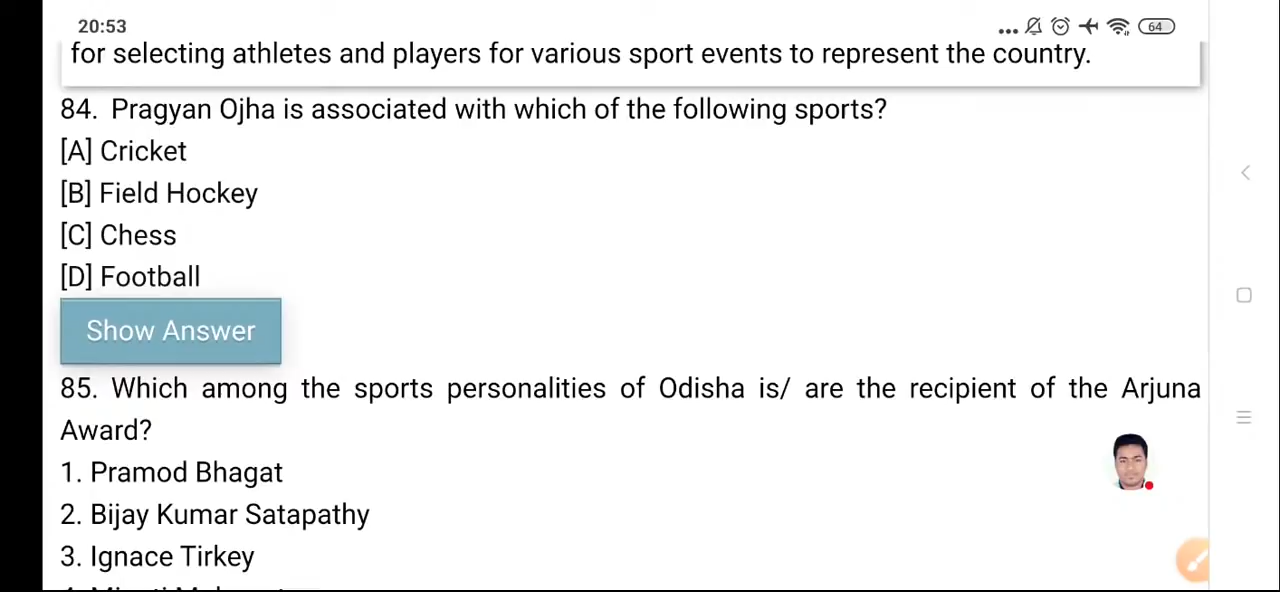 20:53
64
for selecting athletes and players for various sport events to represent the country.
84. Pragyan Ojha is associated with which of the following sports?
[A] Cricket
[B] Field Hockey
[C] Chess
[D] Football
Show Answer
85. Which among the sports personalities of Odisha is/ are the recipient of the Arjuna
Award?
1. Pramod Bhagat
2. Bijay Kumar Satapathy
3. Ignace Tirkey